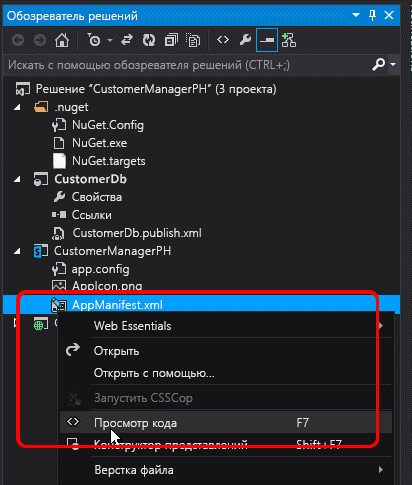 Обозреватель решений
Искать с помощью обозревателя решений (CTRL+;)
Решение "CustomerManagerPH" (3 проекта)
.nuget
NuGet.Config
NuGet.exe
NuGet.targets
CustomerDb
Свойства
Ссылки
CustomerDb.publish.xml
CustomerManagerPH
app.config
AppIcon.png
AppManifest.xml
Web Essentials
Открыть
Открыть с помощью...
Запустить CSSCop
Просмотр кода F7
Конструктор представлений Shift+F7
Верстка файла